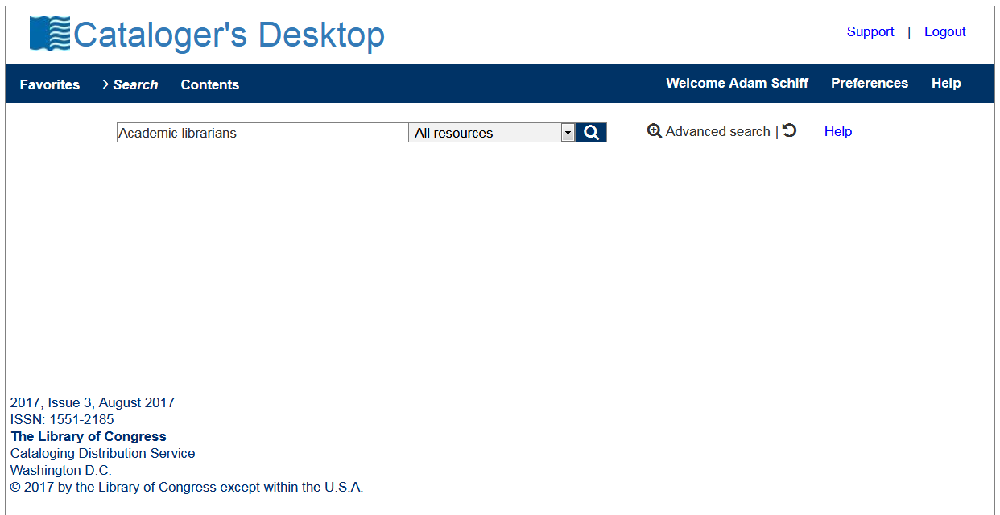 Cataloger's Desktop
Support | Logout
Favorites > Search Contents Welcome Adam Schiff Preferences Help
Academic librarians All resources Advanced search | Help
2017, Issue 3, August 2017
ISSN: 1551-2185
The Library of Congress
Cataloging Distribution Service
Washington D.C.
© 2017 by the Library of Congress except within the U.S.A.